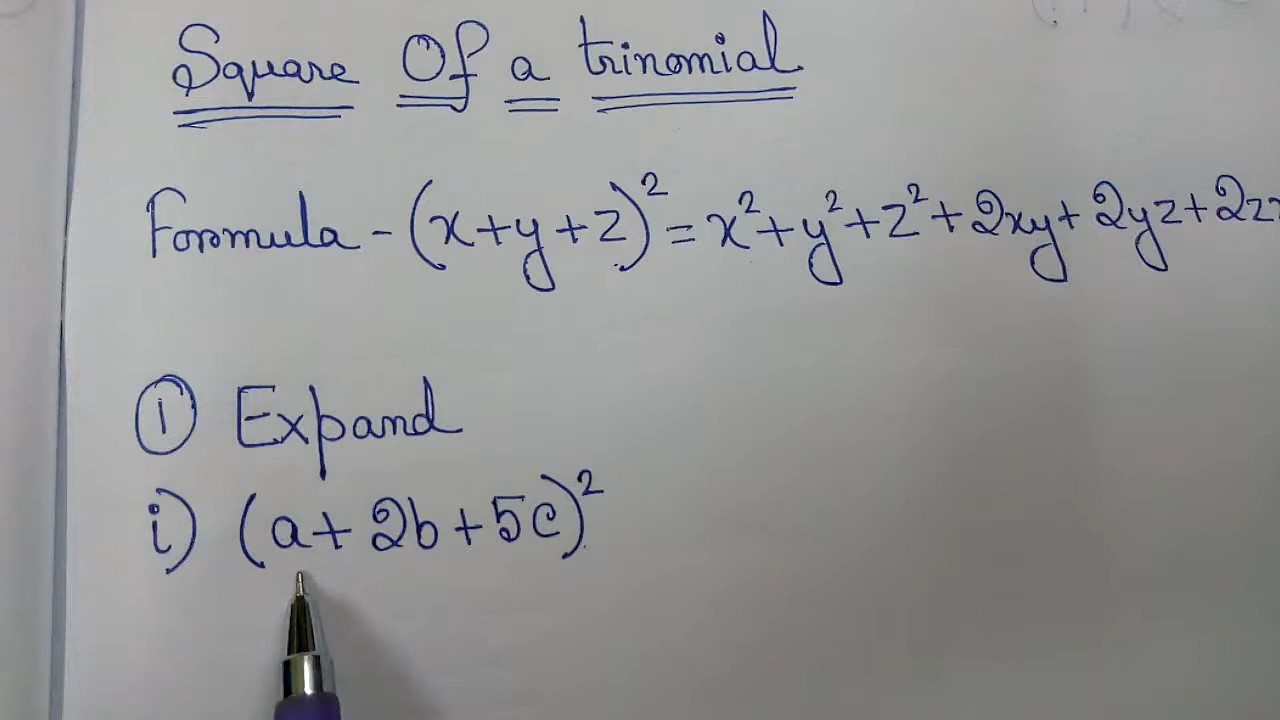 Square Of a trinomial
Formula - (x+y+z)² = x²+y²+z²+2xy+2yz+2z
① Expand
i) (a+2b+5c)²